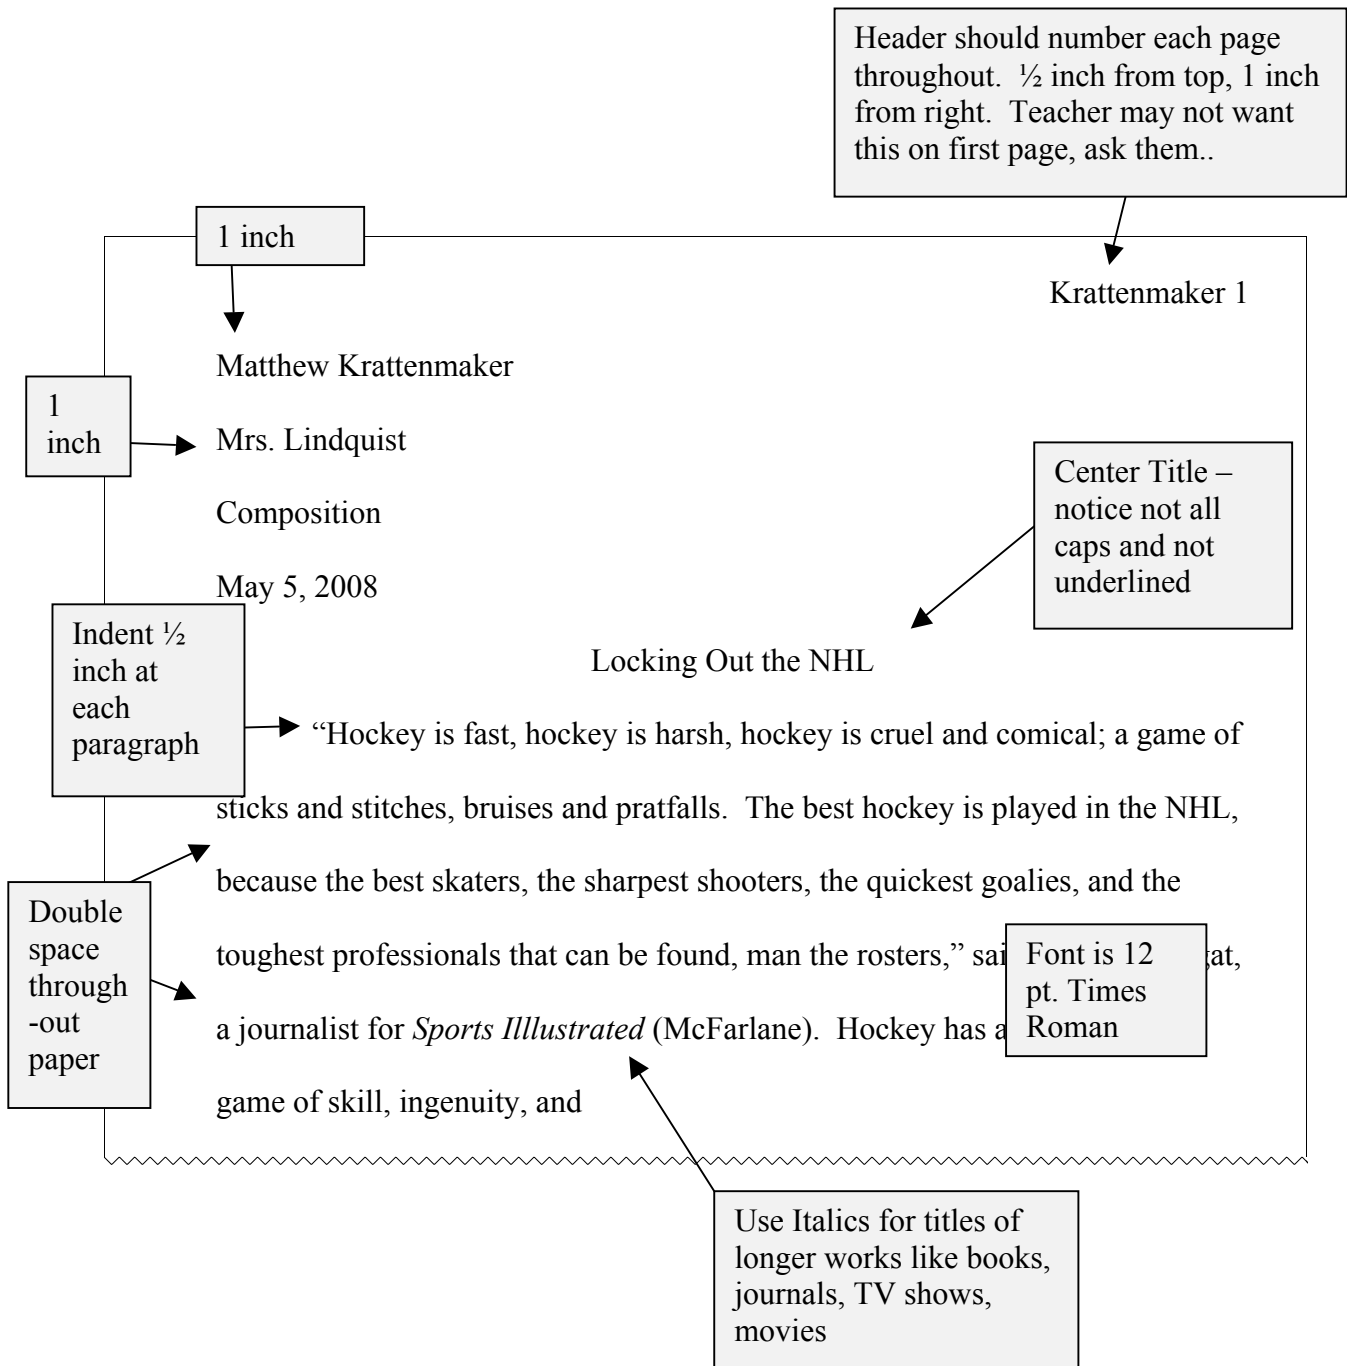 Header should number each page
throughout.  ½ inch from top, 1 inch
from right.  Teacher may not want
this on first page, ask them..
1 inch
Krattenmaker 1
Matthew Krattenmaker
1
inch
Mrs. Lindquist
Center Title –
notice not all
caps and not
underlined
Composition
May 5, 2008
Indent ½
inch at
each
paragraph
Locking Out the NHL
“Hockey is fast, hockey is harsh, hockey is cruel and comical; a game of
sticks and stitches, bruises and pratfalls.  The best hockey is played in the NHL,
because the best skaters, the sharpest shooters, the quickest goalies, and the
Double
space
through
-out
paper
toughest professionals that can be found, man the rosters,”
Font is 12
pt. Times
Roman
a journalist for Sports Illlustrated (McFarlane).  Hockey has
game of skill, ingenuity, and
Use Italics for titles of
longer works like books,
journals, TV shows,
movies